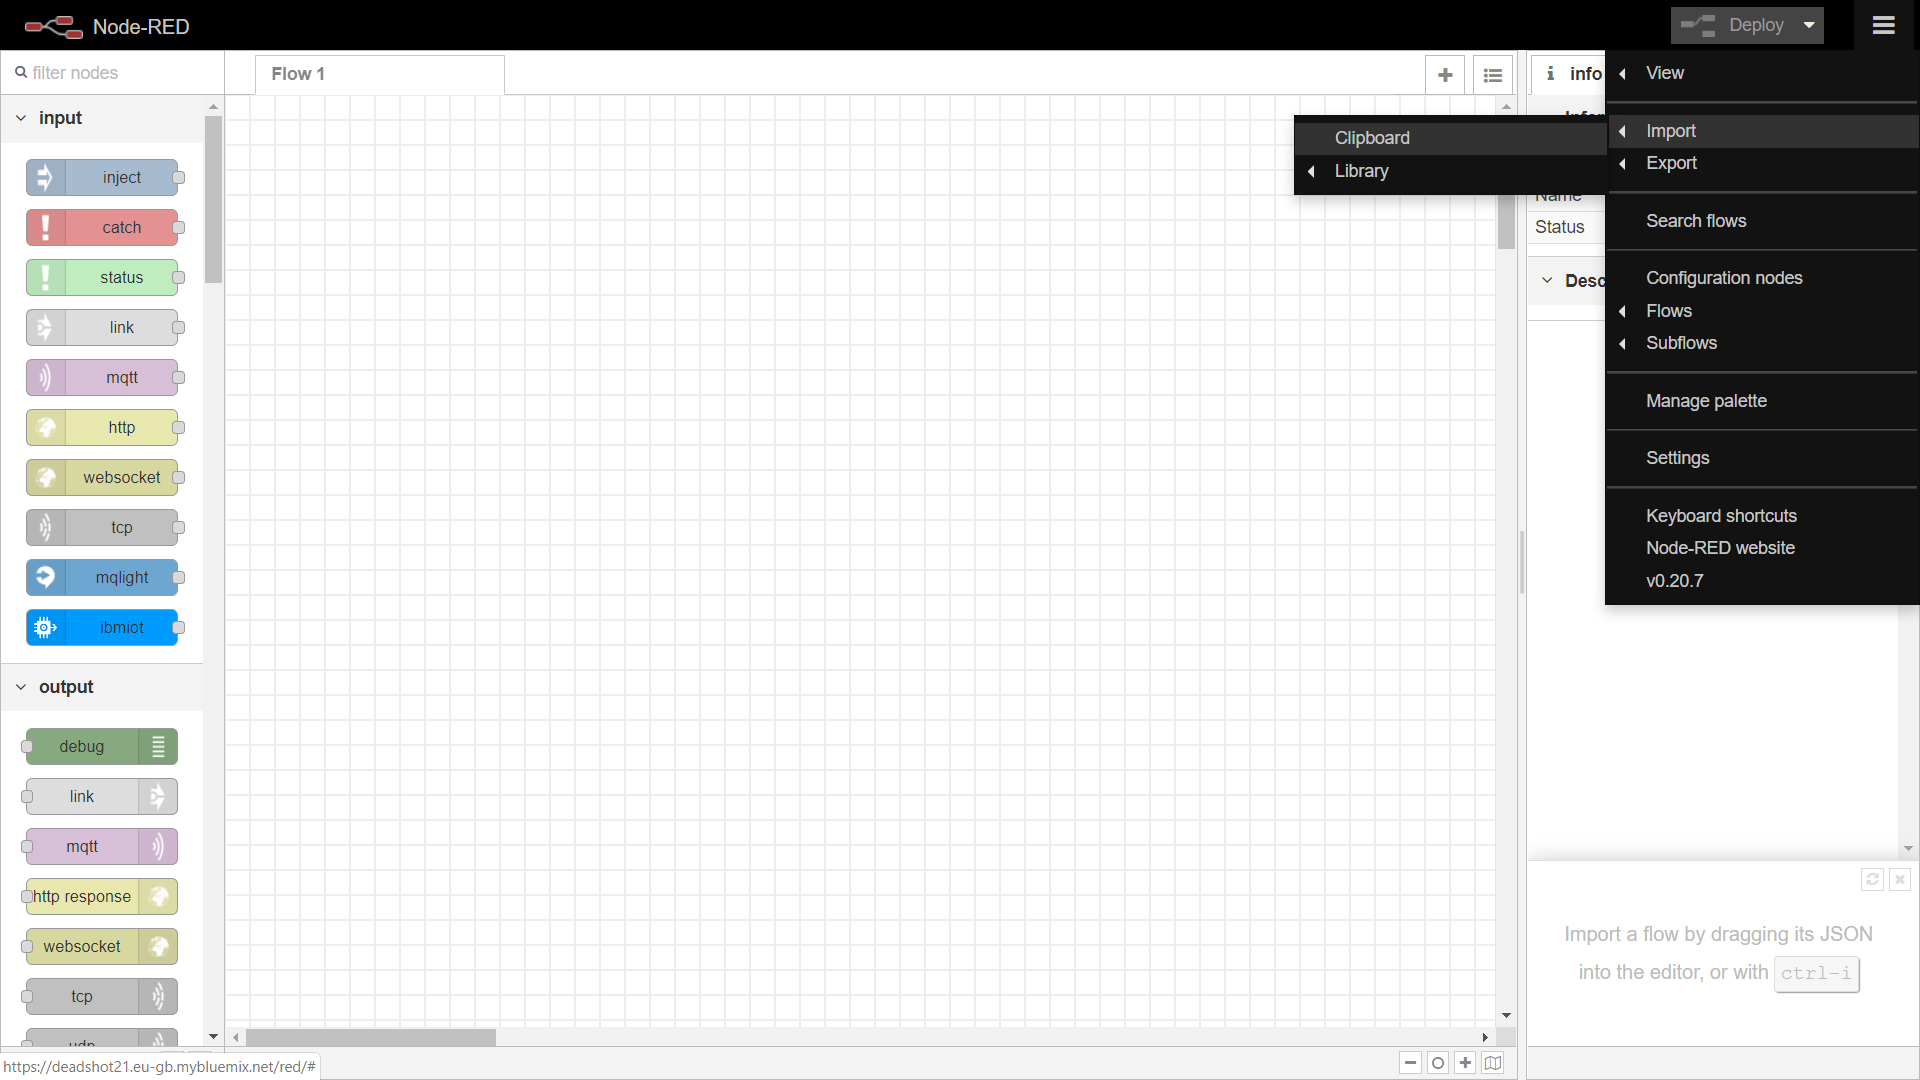 Node-RED
Deploy
filter nodes
Flow 1
info
View
input
Import
Clipboard
Export
Library
inject
Name
catch
Search flows
Status
status
Configuration nodes
Desc
Flows
link
Subflows
mqtt
Manage palette
http
Settings
websocket
Keyboard shortcuts
tcp
Node-RED website
mqlight
v0.20.7
ibmiot
output
debug
link
mqtt
http response
Import a flow by dragging its JSON
websocket
into the editor, or with ctrl-i
tcp
udp
https://deadshot21.eu-gb.mybluemix.net/red/#